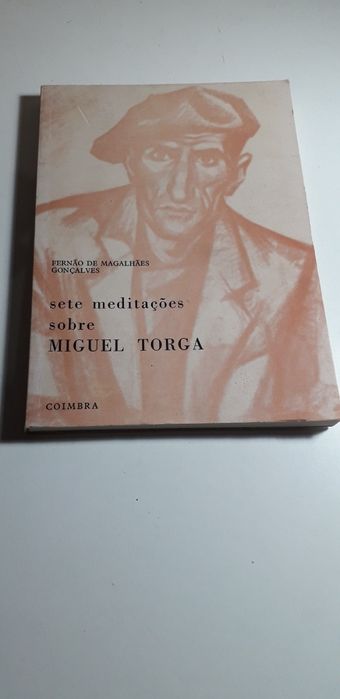 FERNÃO DE MAGALHÃES
GONÇALVES
sete meditações
sobre
MIGUEL TORGA
COIMBRA